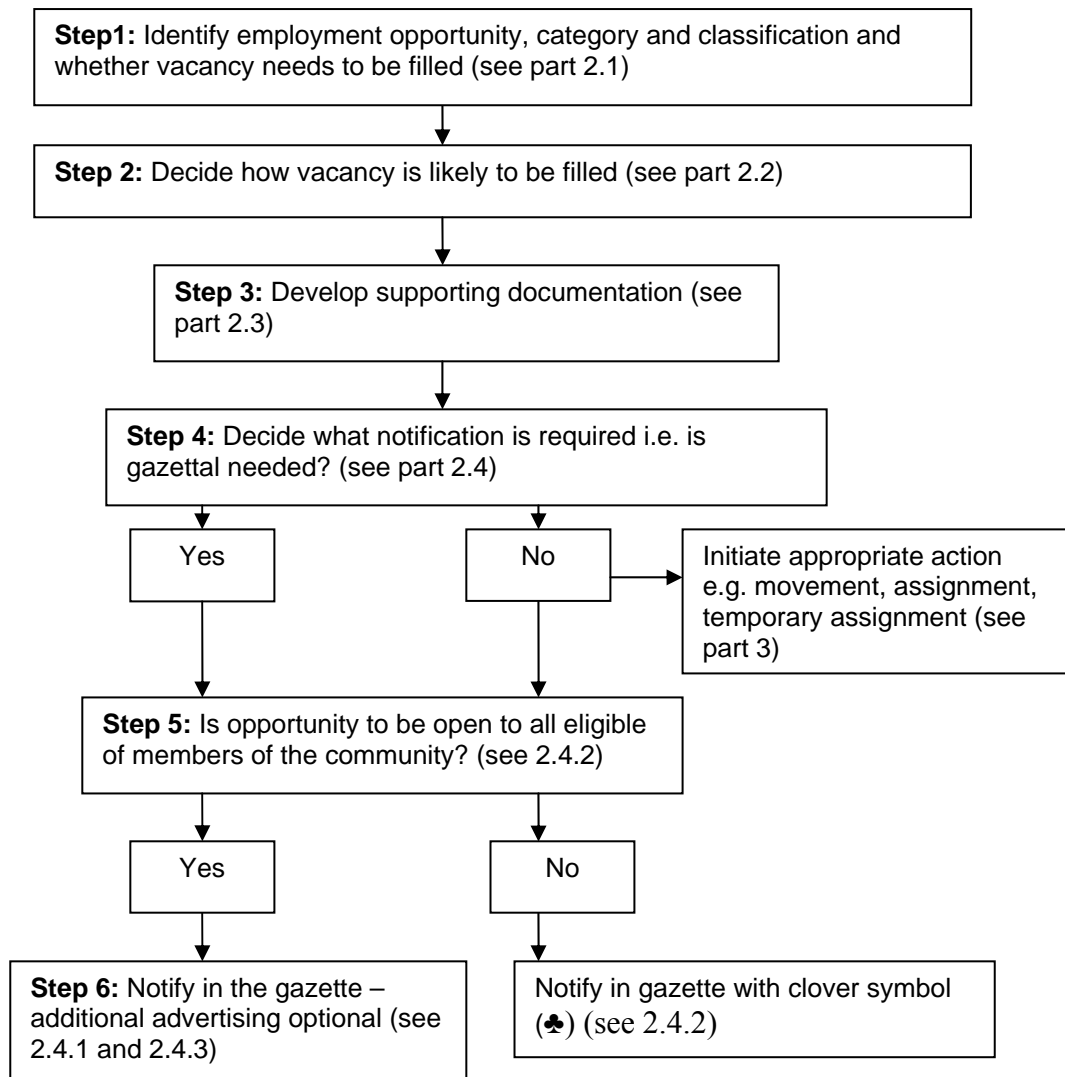 Step1: Identify employment opportunity, category and classification and
whether vacancy needs to be filled (see part 2.1)
Step 2: Decide how vacancy is likely to be filled (see part 2.2)
Step 3: Develop supporting documentation (see
part 2.3)
Step 4: Decide what notification is required i.e. is
gazettal needed? (see part 2.4)
Yes
No
Initiate appropriate action
e.g. movement, assignment,
temporary assignment (see
part 3)
Step 5: Is opportunity to be open to all eligible
of members of the community? (see 2.4.2)
Yes
No
Step 6: Notify in the gazette –
additional advertising optional (see
2.4.1 and 2.4.3)
Notify in gazette with clover symbol
(♣) (see 2.4.2)